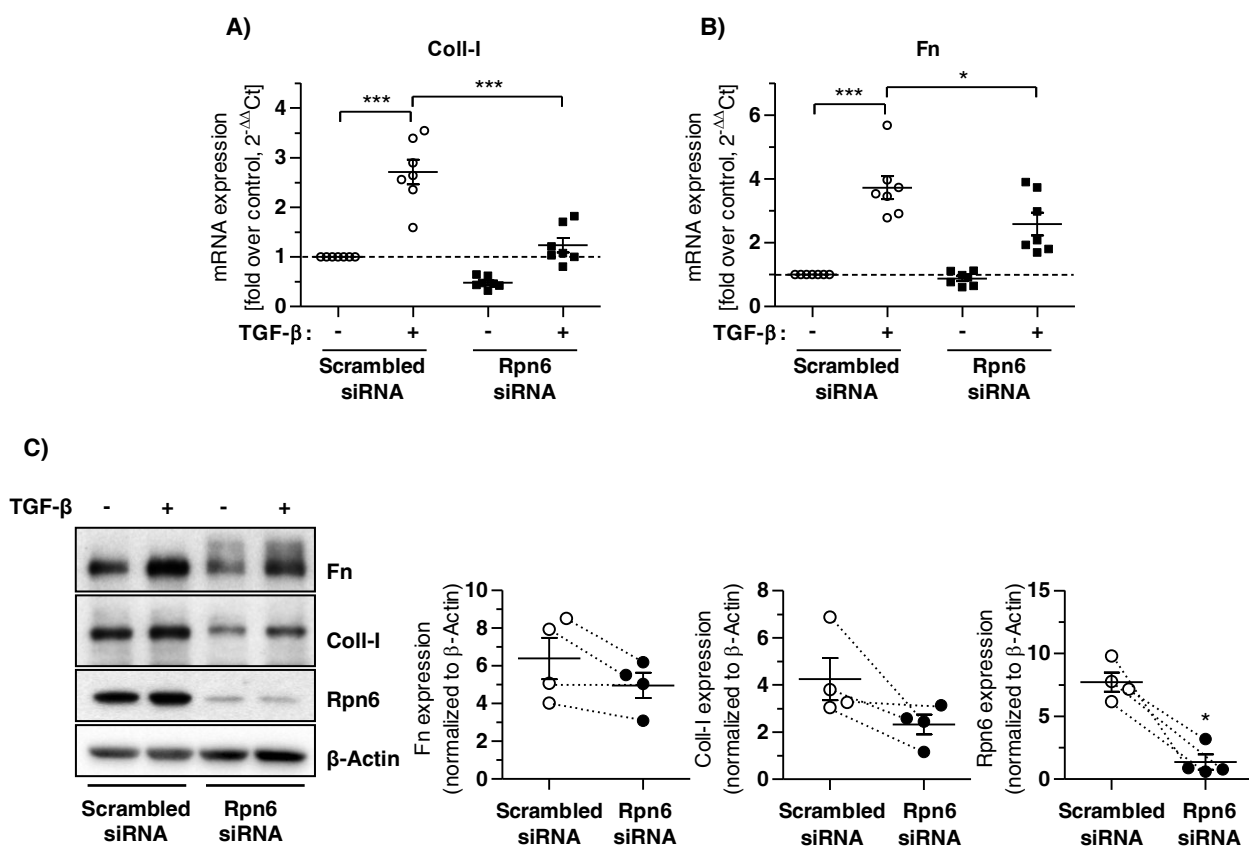 A)
Coll-I
mRNA expression
[fold over control, 2^-ΔΔCt]
4
3
2
1
0
***
***
TGF-β: - + - +
Scrambled
siRNA
Rpn6
siRNA
B)
Fn
mRNA expression
[fold over control, 2^-ΔΔCt]
6
4
2
0
***
*
TGF-β: - + - +
Scrambled
siRNA
Rpn6
siRNA
C)
TGF-β - + - +
Fn
Coll-I
Rpn6
β-Actin
Scrambled
siRNA
Rpn6
siRNA
Fn expression
(normalized to β-Actin)
10
8
6
4
2
0
Scrambled
siRNA
Rpn6
siRNA
Coll-I expression
(normalized to β-Actin)
8
6
4
2
0
Scrambled
siRNA
Rpn6
siRNA
Rpn6 expression
(normalized to β-Actin)
15
10
5
0
*
Scrambled
siRNA
Rpn6
siRNA